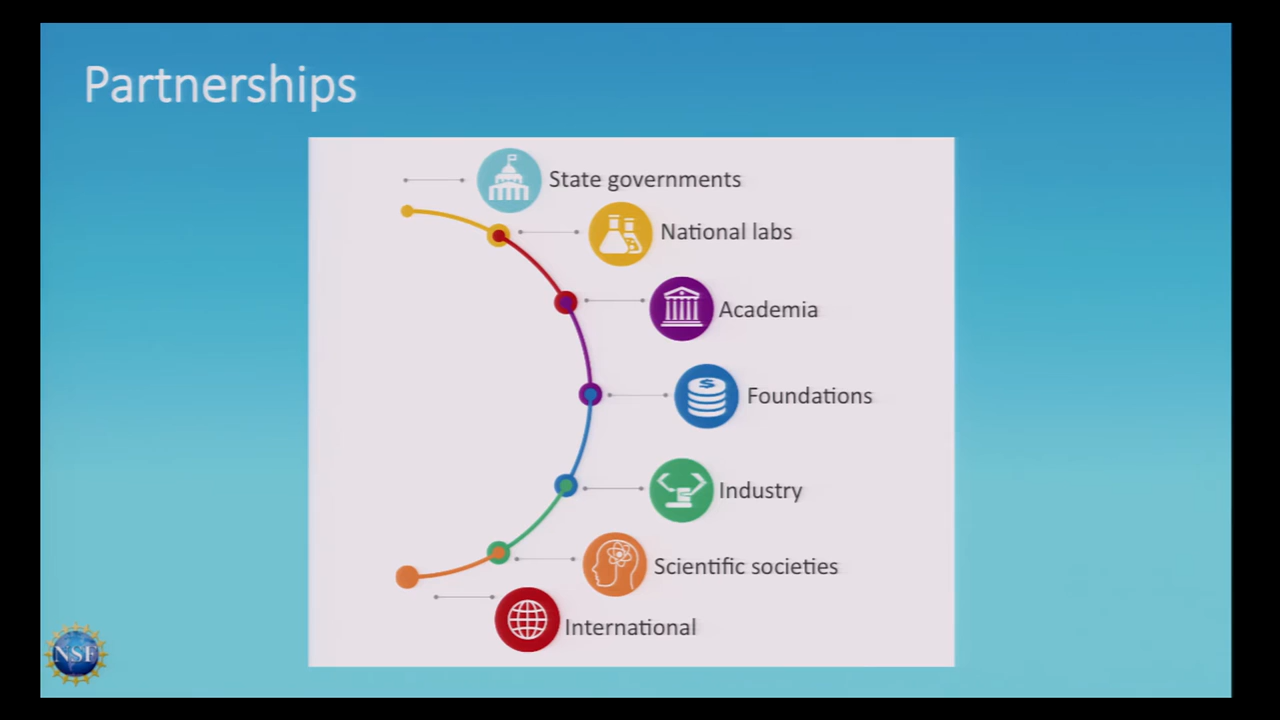 Partnerships
State governments
National labs
Academia
$
Foundations
Industry
Scientific societies
International
NSF